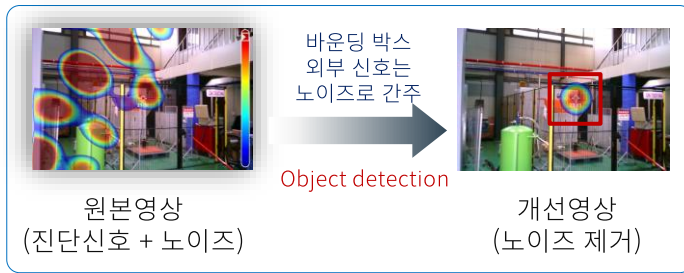 바운딩 박스
외부 신호는
노이즈로 간주
Object detection
원본영상
(진단신호 + 노이즈)
개선영상
(노이즈 제거)